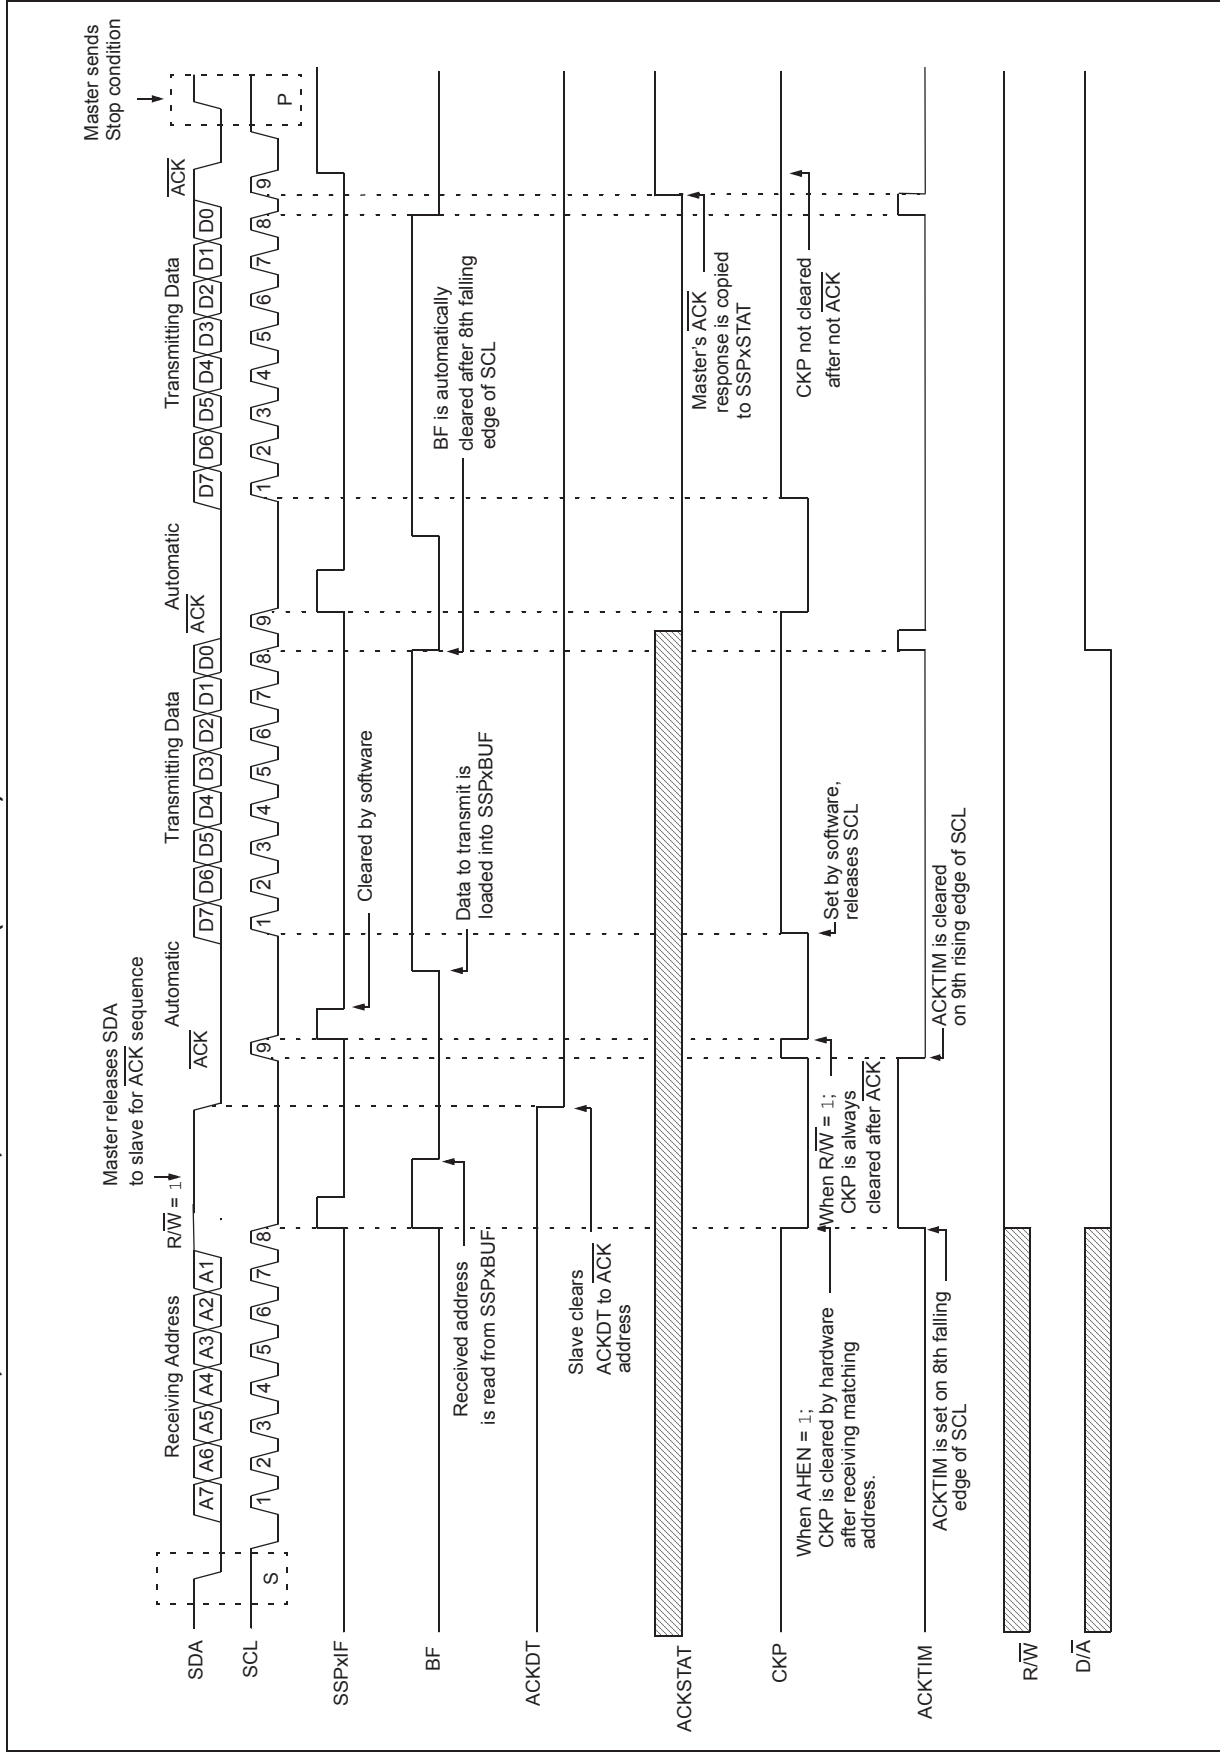 Master sends
Stop condition
Master releases SDA
to slave for ACK sequence
Receiving Address
R/W = 1
ACK
Automatic
Transmitting Data
ACK
Automatic
Transmitting Data
ACK
SDA
A7 A6 A5 A4 A3 A2 A1
D7 D6 D5 D4 D3 D2 D1 D0
D7 D6 D5 D4 D3 D2 D1 D0
SCL
S
1 2 3 4 5 6 7 8 9
1 2 3 4 5 6 7 8 9
1 2 3 4 5 6 7 8 9
P
SSPxIF
Cleared by software
BF
Received address
is read from SSPxBUF
Data to transmit is
loaded into SSPxBUF
BF is automatically
cleared after 8th falling
edge of SCL
ACKDT
Slave clears
ACKDT to ACK
address
ACKSTAT
Master's ACK
response is copied
to SSPxSTAT
CKP
When AHEN = 1;
CKP is cleared by hardware
after receiving matching
address.
When R/W = 1;
CKP is always
cleared after ACK
Set by software,
releases SCL
CKP not cleared
after not ACK
ACKTIM
ACKTIM is set on 8th falling
edge of SCL
ACKTIM is cleared
on 9th rising edge of SCL
R/W
D/A